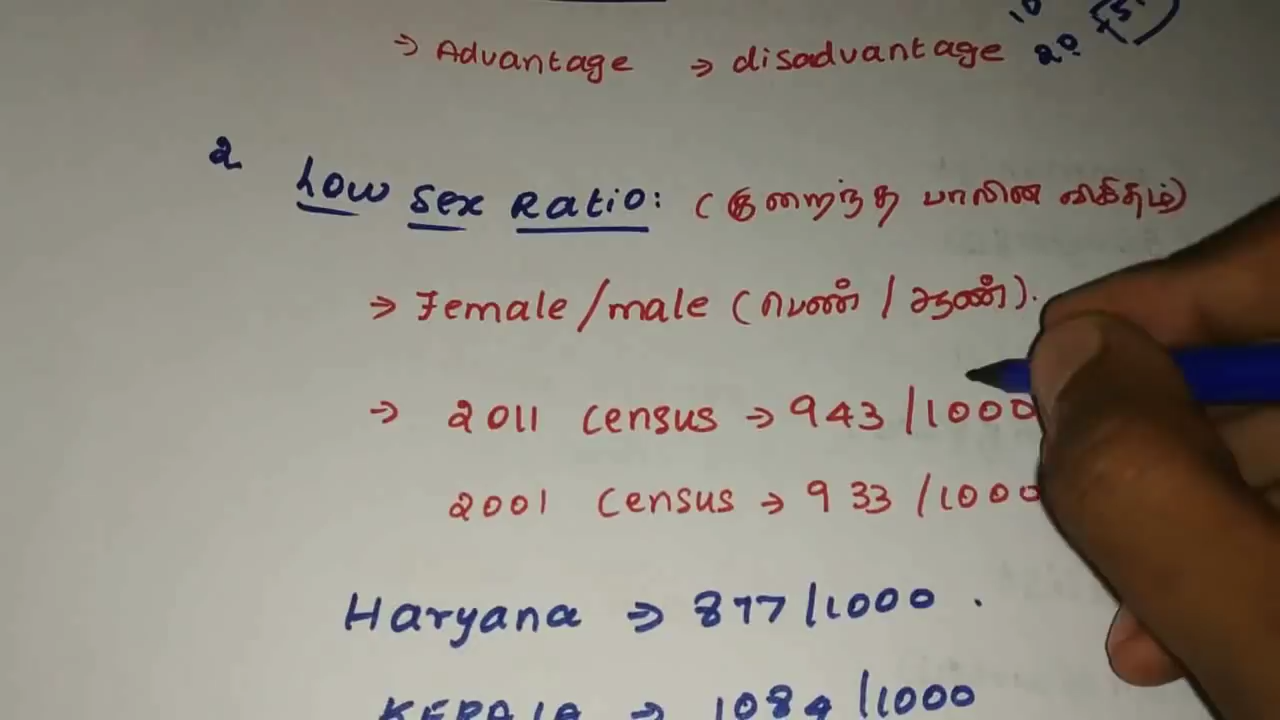 → Advantage → disadvantage 20
2 Low Sex Ratio: (குறைந்த பாலின விகிதம்)
→ Female/male (பெண் / ஆண்).
→ 2011 Census → 943 /1000
2001 Census → 933 /1000
Haryana → 877/1000.
KERALA → 1084 /1000